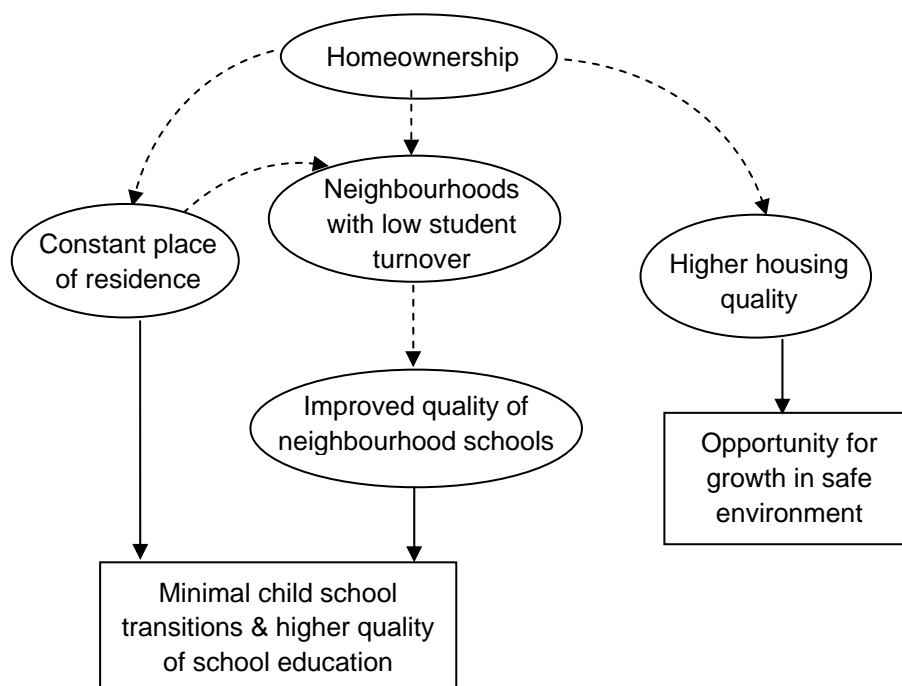 Homeownership
Neighbourhoods
with low student
turnover
Constant place
of residence
Higher housing
quality
Improved quality of
neighbourhood schools
Opportunity for
growth in safe
environment
Minimal child school
transitions & higher quality
of school education